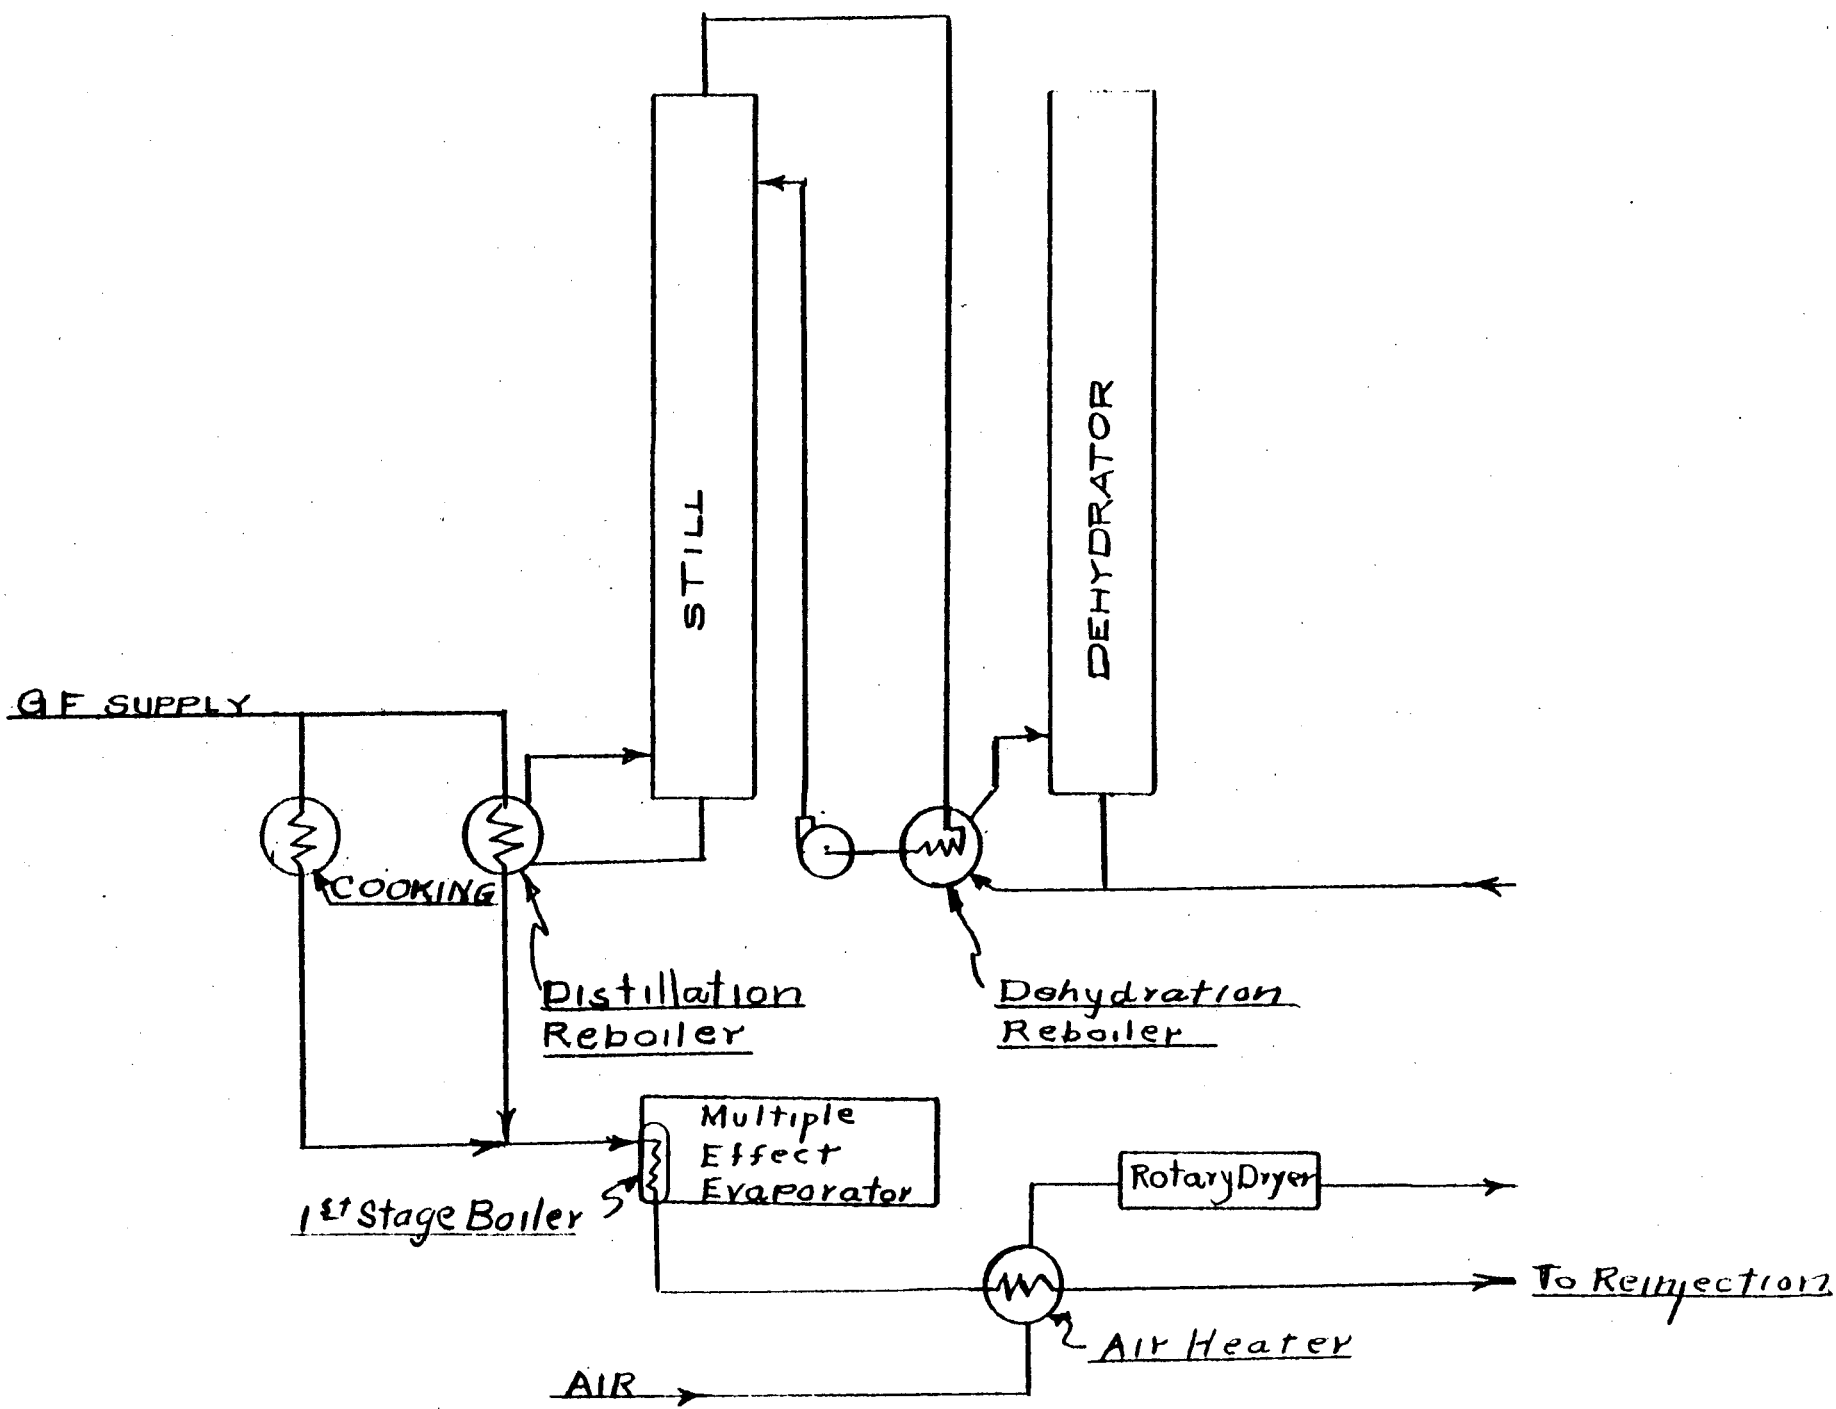 STILL
DEHYDRATOR
GF SUPPLY
COOKING
Distillation
Reboiler
Dehydration
Reboiler
Multiple
Effect
Evaporator
1st Stage Boiler
Rotary Dryer
To Reinjection
Air Heater
AIR